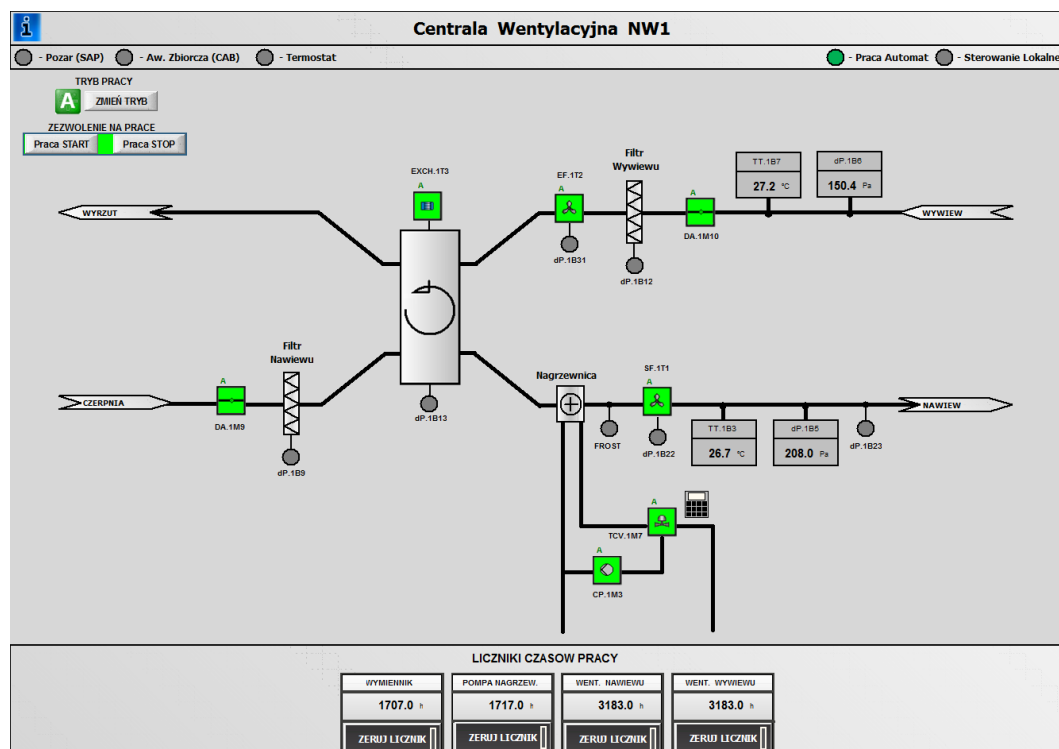 Centrala Wentylacyjna NW1
- Pozar (SAP) - Aw. Zbiorcza (CAB) - Termostat - Praca Automat - Sterowanie Lokalne
TRYB PRACY
A ZMIEŃ TRYB
ZEZWOLENIE NA PRACE
Praca START Praca STOP
EXCH.1T3
A
EF.1T2
A
Filtr
Wywiewu
A
TT.1B7
27.2 °C
dP.1B6
150.4 Pa
WYRZUT
WYWIEW
DA.1M10
dP.1B31
dP.1B12
Filtr
Nawiewu
A
CZERPNIA
DA.1M9
dP.1B9
dP.1B13
Nagrzewnica
SF.1T1
A
NAWIEW
FROST
dP.1B22
TT.1B3
26.7 °C
dP.1B5
208.0 Pa
dP.1B23
A
TCV.1M7
A
CP.1M3
LICZNIKI CZASOW PRACY
WYMIENNIK POMPA NAGRZEW. WENT. NAWIEWU WENT. WYWIEWU
1707.0 h 1717.0 h 3183.0 h 3183.0 h
ZERUJ LICZNIK ZERUJ LICZNIK ZERUJ LICZNIK ZERUJ LICZNIK